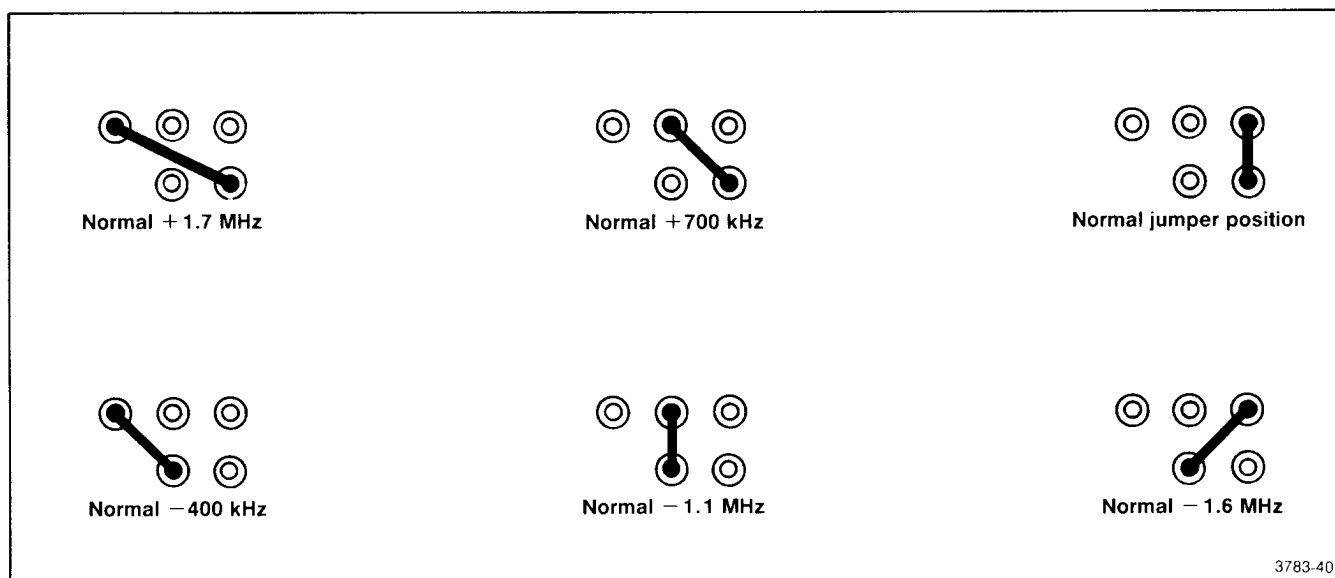 Normal +1.7 MHz
Normal +700 kHz
Normal jumper position
Normal −400 kHz
Normal −1.1 MHz
Normal −1.6 MHz
3783-40